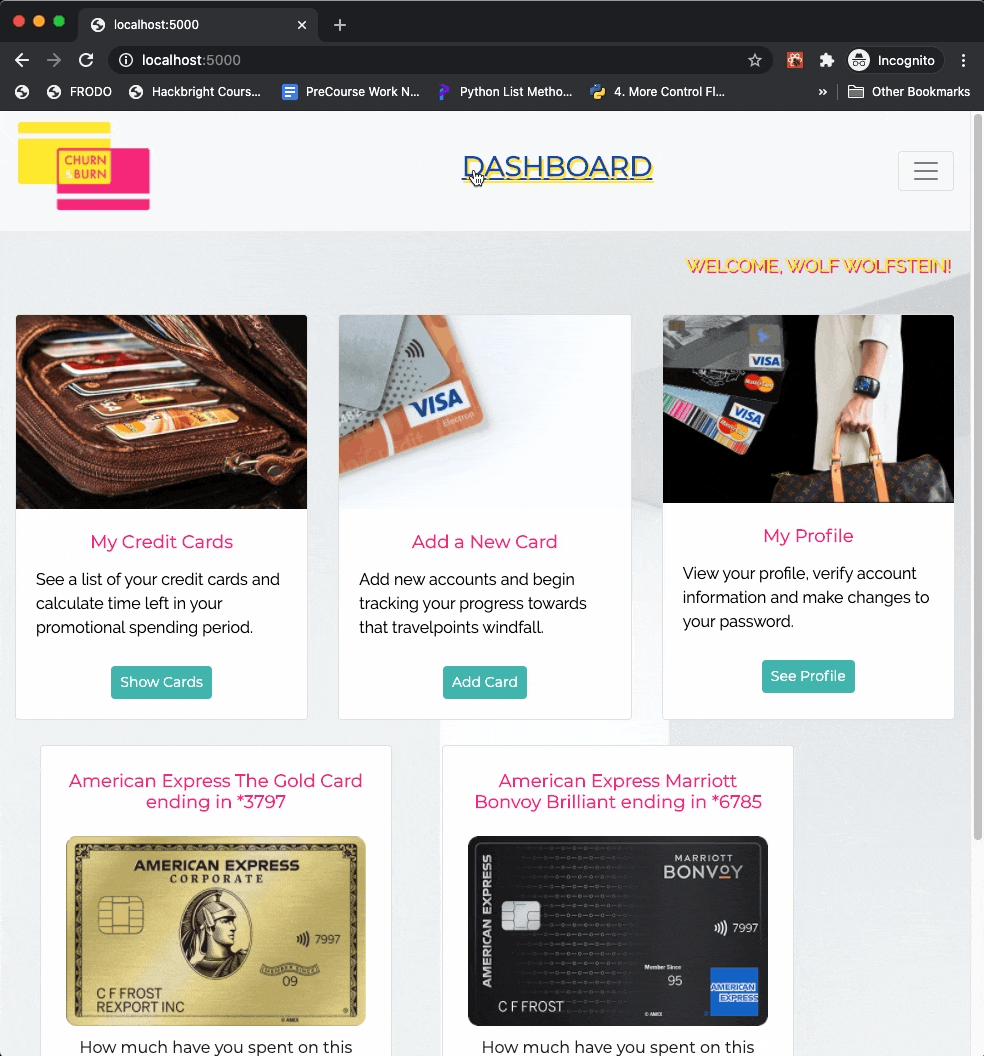 localhost:5000
localhost:5000
Incognito
FRODO
Hackbright Cours...
PreCourse Work N...
Python List Metho...
4. More Control Fl...
»
Other Bookmarks
CHURN
& BURN
DASHBOARD
WELCOME, WOLF WOLFSTEIN!
VISA
Electron
VISA
MasterCard
VISA
MasterCard
My Credit Cards
See a list of your credit cards and
calculate time left in your
promotional spending period.
Show Cards
Add a New Card
Add new accounts and begin
tracking your progress towards
that travelpoints windfall.
Add Card
My Profile
View your profile, verify account
information and make changes to
your password.
See Profile
American Express The Gold Card
ending in *3797
AMERICAN EXPRESS
CORPORATE
7997
09
C F FROST
REXPORT INC
© AMEX
How much have you spent on this
American Express Marriott
Bonvoy Brilliant ending in *6785
AMERICAN EXPRESS
MARRIOTT
BONVOY
7997
Member Since
95
C F FROST
© AMEX
AMERICAN
EXPRESS
How much have you spent on this